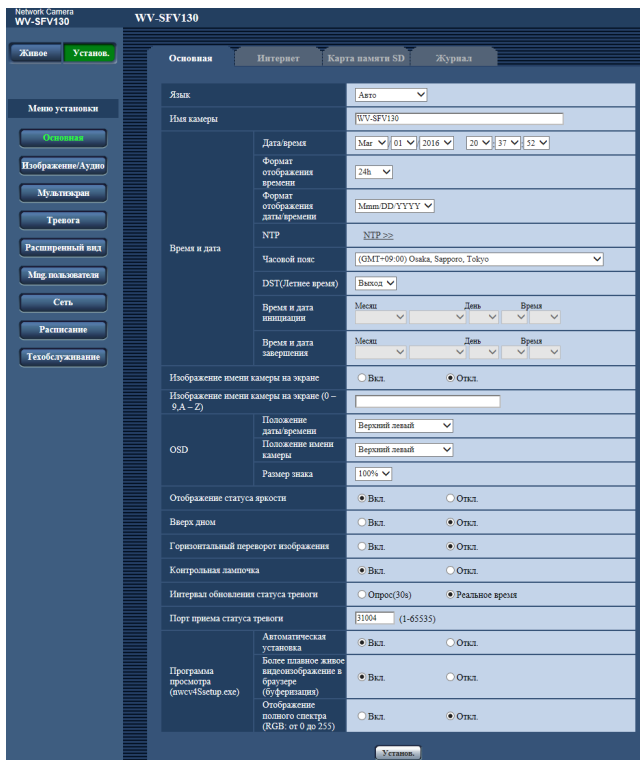 Network Camera
WV-SFV130
WV-SFV130
Живое
Установ.
Основная
Интернет
Карта памяти SD
Журнал
Меню установки
Основная
Изображение/Аудио
Мультиэкран
Тревога
Расширенный вид
Mng. пользователя
Сеть
Расписание
Техобслуживание
Язык
Авто
Имя камеры
WV-SFV130
Время и дата
Дата/время
Mar / 01 / 2016 20 : 37 : 52
Формат
отображения
времени
24h
Формат
отображения
даты/времени
Mmm/DD/YYYY
NTP
NTP >>
Часовой пояс
(GMT+09:00) Osaka, Sapporo, Tokyo
DST(Летнее время)
Выход
Время и дата
инициации
Месяц День Время
Время и дата
завершения
Месяц День Время
Изображение имени камеры на экране
Вкл. Откл.
Изображение имени камеры на экране (0 –
9,A – Z)
OSD
Положение
даты/времени
Верхний левый
Положение имени
камеры
Верхний левый
Размер знака
100%
Отображение статуса яркости
Вкл. Откл.
Вверх дном
Вкл. Откл.
Горизонтальный переворот изображения
Вкл. Откл.
Контрольная лампочка
Вкл. Откл.
Интервал обновления статуса тревоги
Опрос(30s) Реальное время
Порт приема статуса
тревоги
31004 (1-65535)
Программа
просмотра
(nwcv4Ssetup.exe)
Автоматическая
установка
Вкл. Откл.
Более плавное живое
видеоизображение в
браузере
(буферизация)
Вкл. Откл.
Отображение
полного спектра
(RGB: от 0 до 255)
Вкл. Откл.
Установ.